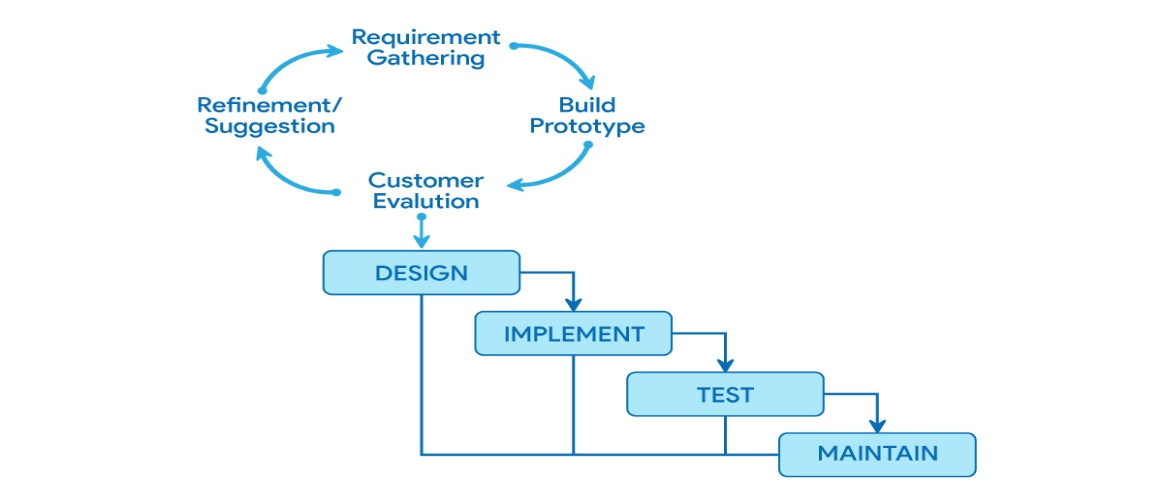 Requirement
Gathering
Refinement/
Suggestion
Build
Prototype
Customer
Evalution
DESIGN
IMPLEMENT
TEST
MAINTAIN